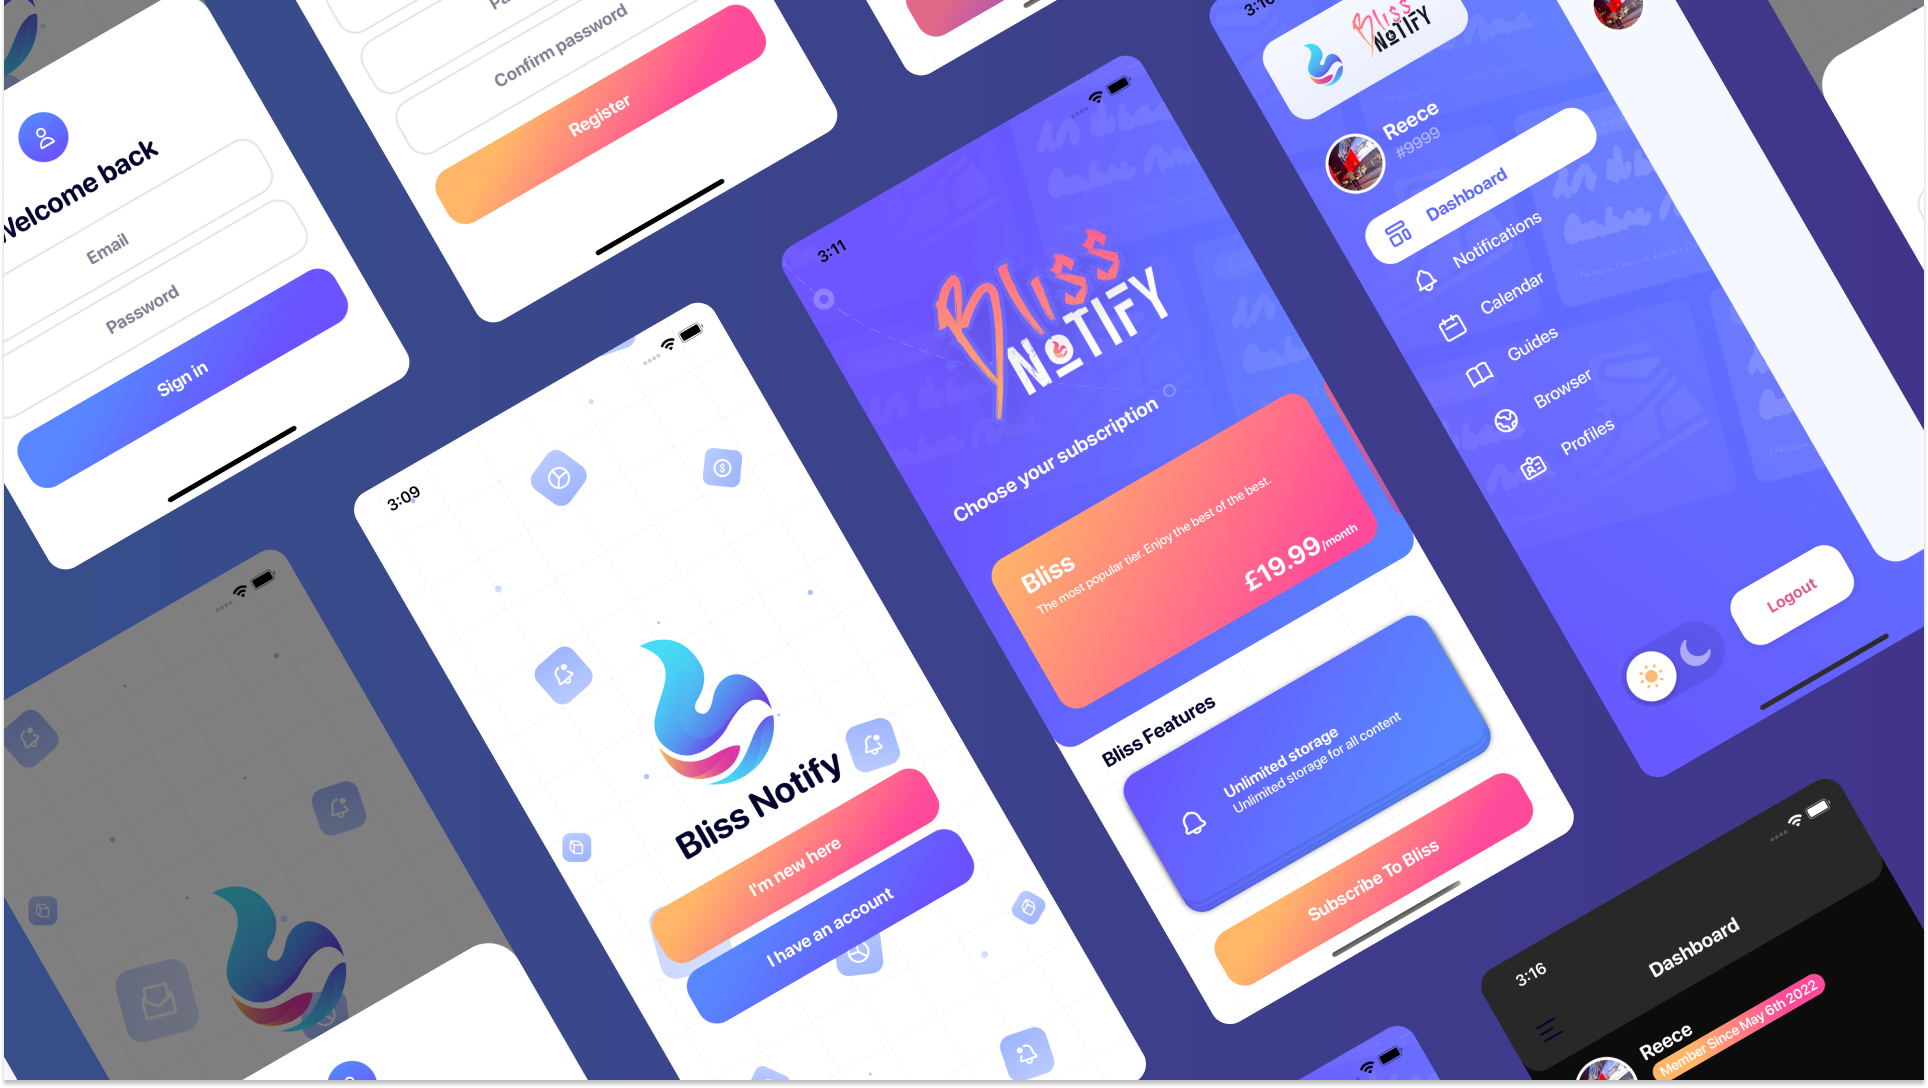 Welcome back
Email
Password
Sign in
Confirm password
Register
3:09
Bliss Notify
I'm new here
I have an account
3:11
Bliss
NOTIFY
Choose your subscription
Bliss
The most popular tier. Enjoy the best of the best.
£19.99/month
Bliss Features
Unlimited storage
Unlimited storage for all content
Subscribe To Bliss
Bliss
NOTIFY
Reece
#9999
Dashboard
Notifications
Calendar
Guides
Browser
Profiles
Logout
3:16
Dashboard
Reece
Member Since May 6th 2022